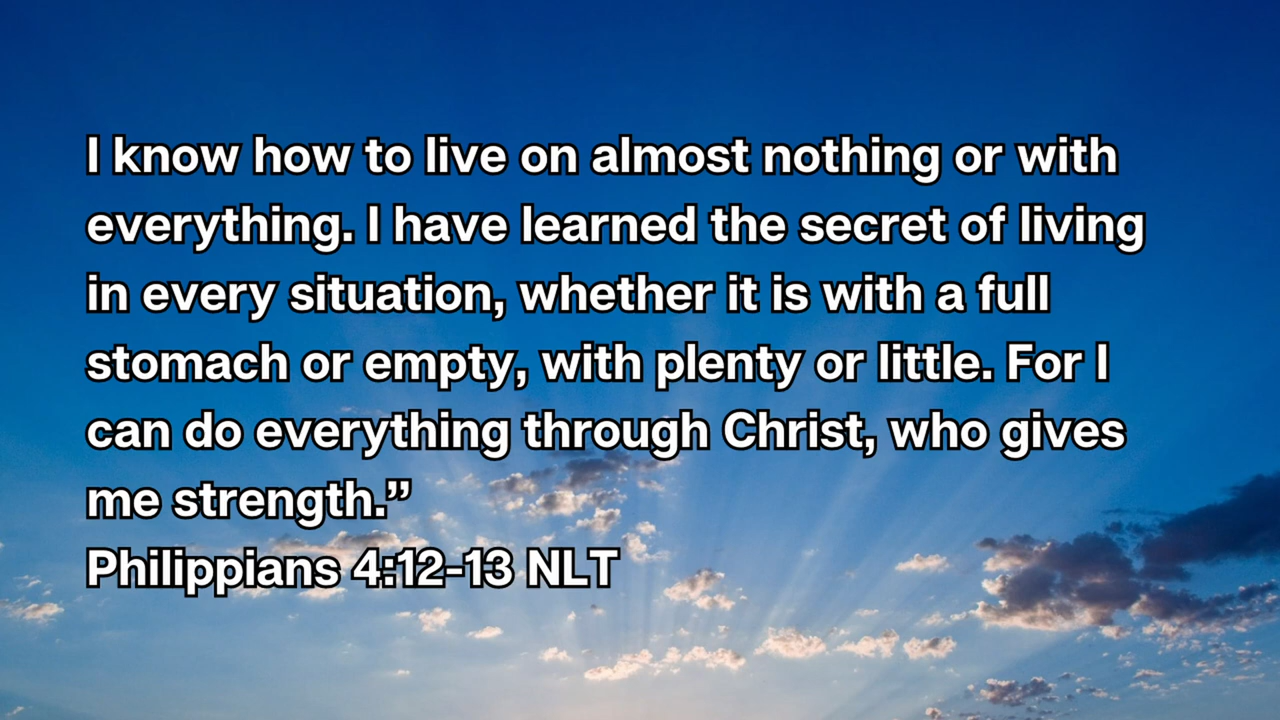 I know how to live on almost nothing or with
everything. I have learned the secret of living
in every situation, whether it is with a full
stomach or empty, with plenty or little. For I
can do everything through Christ, who gives
me strength.”
Philippians 4:12-13 NLT